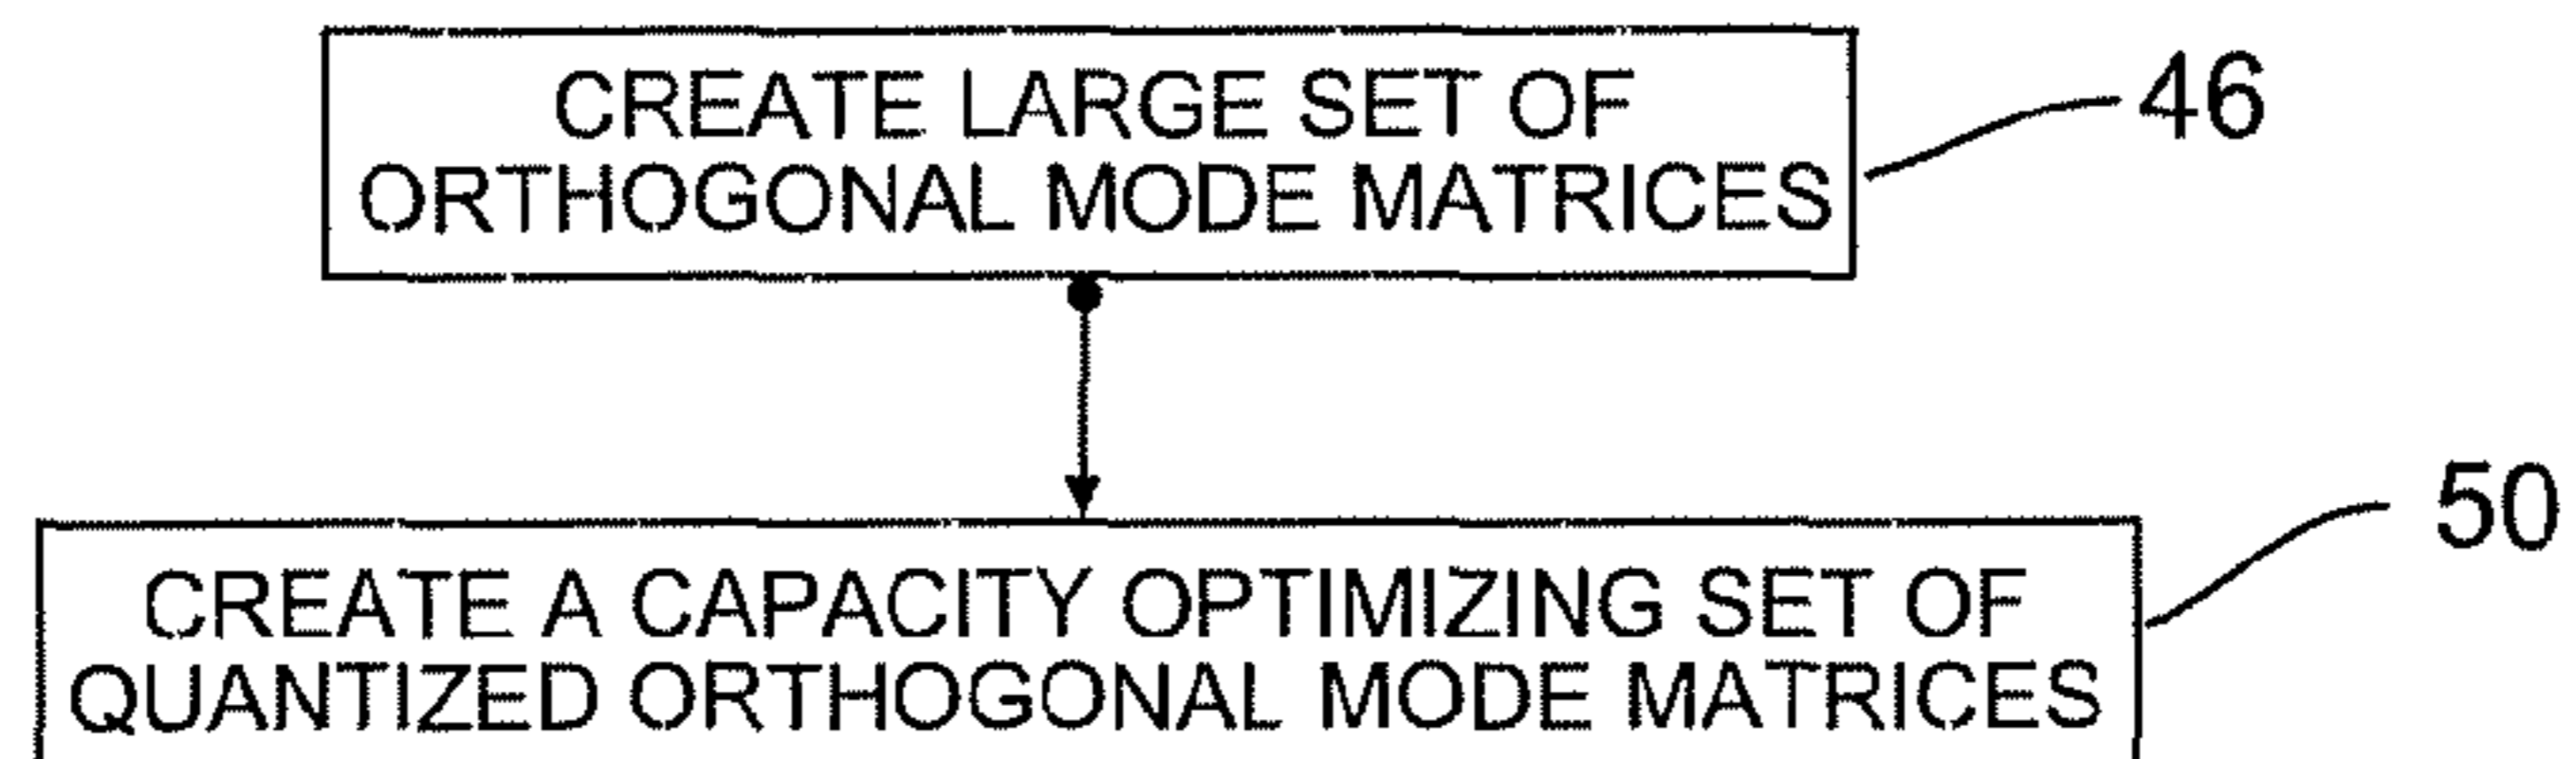 CREATE LARGE SET OF
ORTHOGONAL MODE MATRICES
46
CREATE A CAPACITY OPTIMIZING SET OF
QUANTIZED ORTHOGONAL MODE MATRICES
50